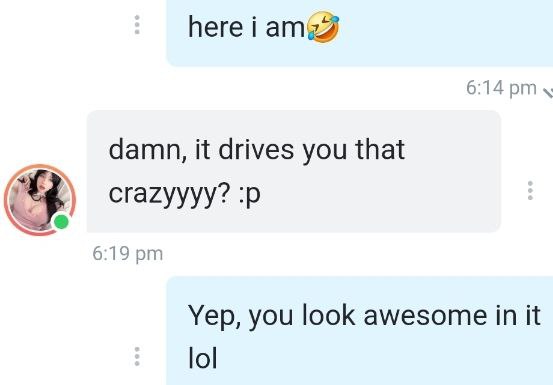 here i am🤣
6:14 pm
damn, it drives you that
crazyyyy? :p
6:19 pm
Yep, you look awesome in it
lol